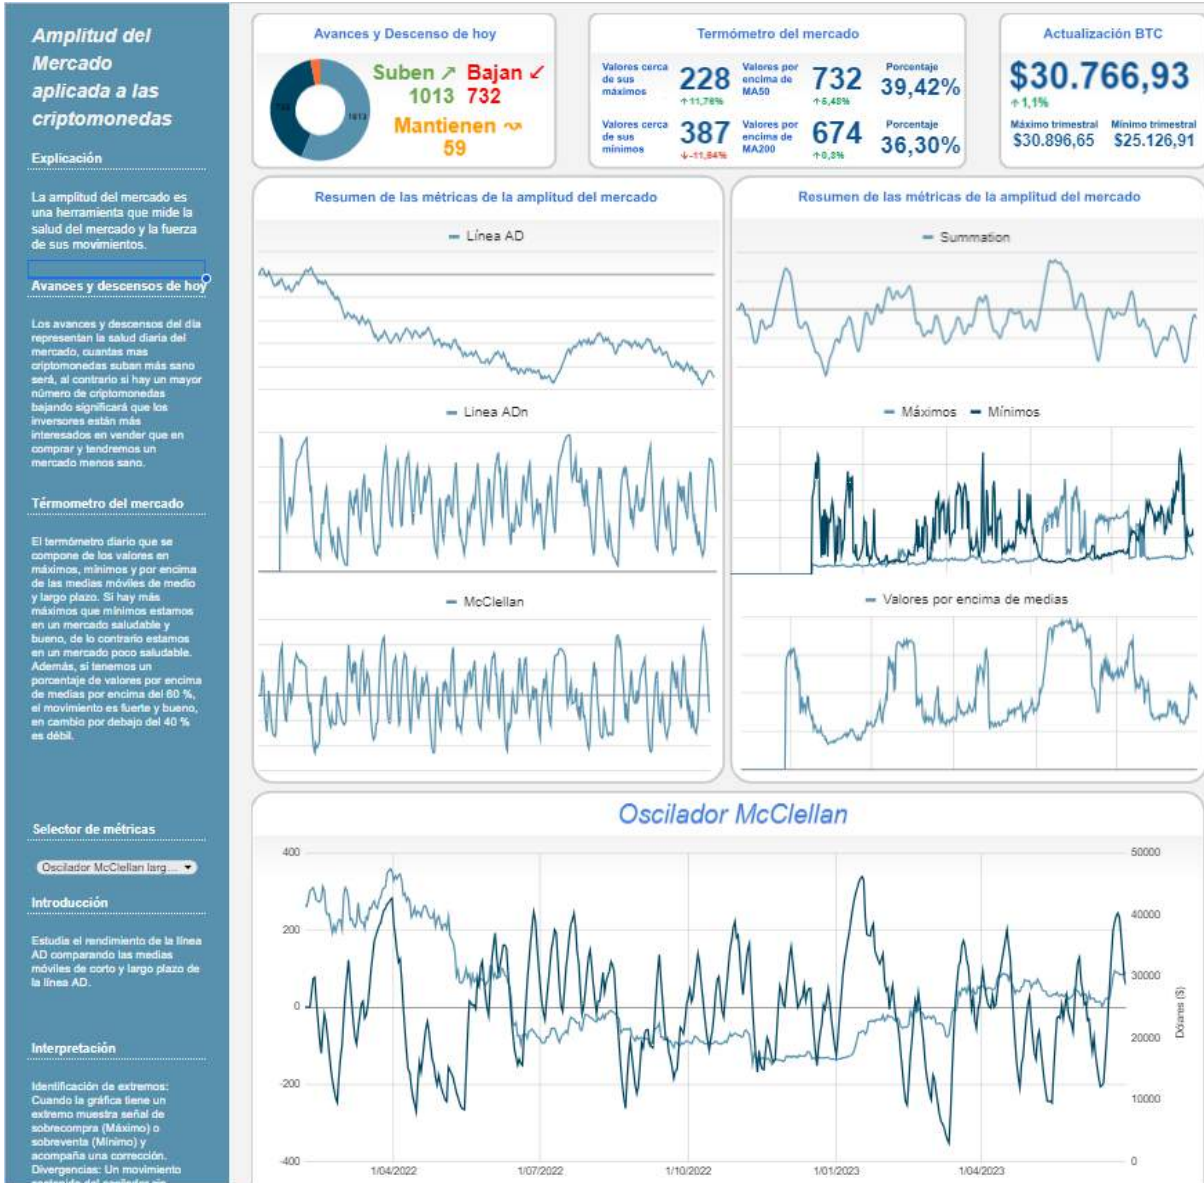 Amplitud del
Mercado
aplicada a las
criptomonedas
Explicación
La amplitud del mercado es
una herramienta que mide la
salud del mercado y la fuerza
de sus movimientos.
Avances y descensos de hoy
Los avances y descensos del día
representan la salud diaria del
mercado, cuantas mas
criptomonedas suban más sano
será, al contrario si hay un mayor
número de criptomonedas
bajando significará que los
inversores están más
interesados en vender que en
comprar y tendremos un
mercado menos sano.
Térmometro del mercado
El termómetro diario que se
compone de los valores en
máximos, mínimos y por encima
de las medias móviles de medio
y largo plazo. Si hay más
máximos que mínimos estamos
en un mercado saludable y
bueno, de lo contrario estamos
en un mercado poco saludable.
Además, si tenemos un
porcentaje de valores por encima
de medias por encima del 60 %,
el movimiento es fuerte y bueno,
en cambio por debajo del 40 %
es débil.
Selector de métricas
Oscilador McClellan larg... ▼
Introducción
Estudia el rendimiento de la línea
AD comparando las medias
móviles de corto y largo plazo de
la línea AD.
Interpretación
Identificación de extremos:
Cuando la gráfica tiene un
extremo muestra señal de
sobrecompra (Máximo) o
sobreventa (Mínimo) y
acompaña una corrección.
Divergencias: Un movimiento
Avances y Descenso de hoy
1013
Suben ↗ Bajan ↙
1013 732
Mantienen
59
Termómetro del mercado
Valores cerca
de sus
máximos
228
↑11,76%
Valores por
encima de
MA50
732
Porcentaje
39,42%
Valores cerca
de sus
mínimos
387
↓-11,84%
Valores por
encima de
MA200
674
Porcentaje
36,30%
Actualización BTC
$30.766,93
↑1,1%
Máximo trimestral Mínimo trimestral
$30.896,65 $25.126,91
Resumen de las métricas de la amplitud del mercado
Línea AD
Linea ADn
McClellan
Resumen de las métricas de la amplitud del mercado
Summation
Máximos Mínimos
Valores por encima de medias
Oscilador McClellan
400
200
0
-200
-400
50000
40000
30000
20000
10000
0
Dólares ($)
1/04/2022 1/07/2022 1/10/2022 1/01/2023 1/04/2023